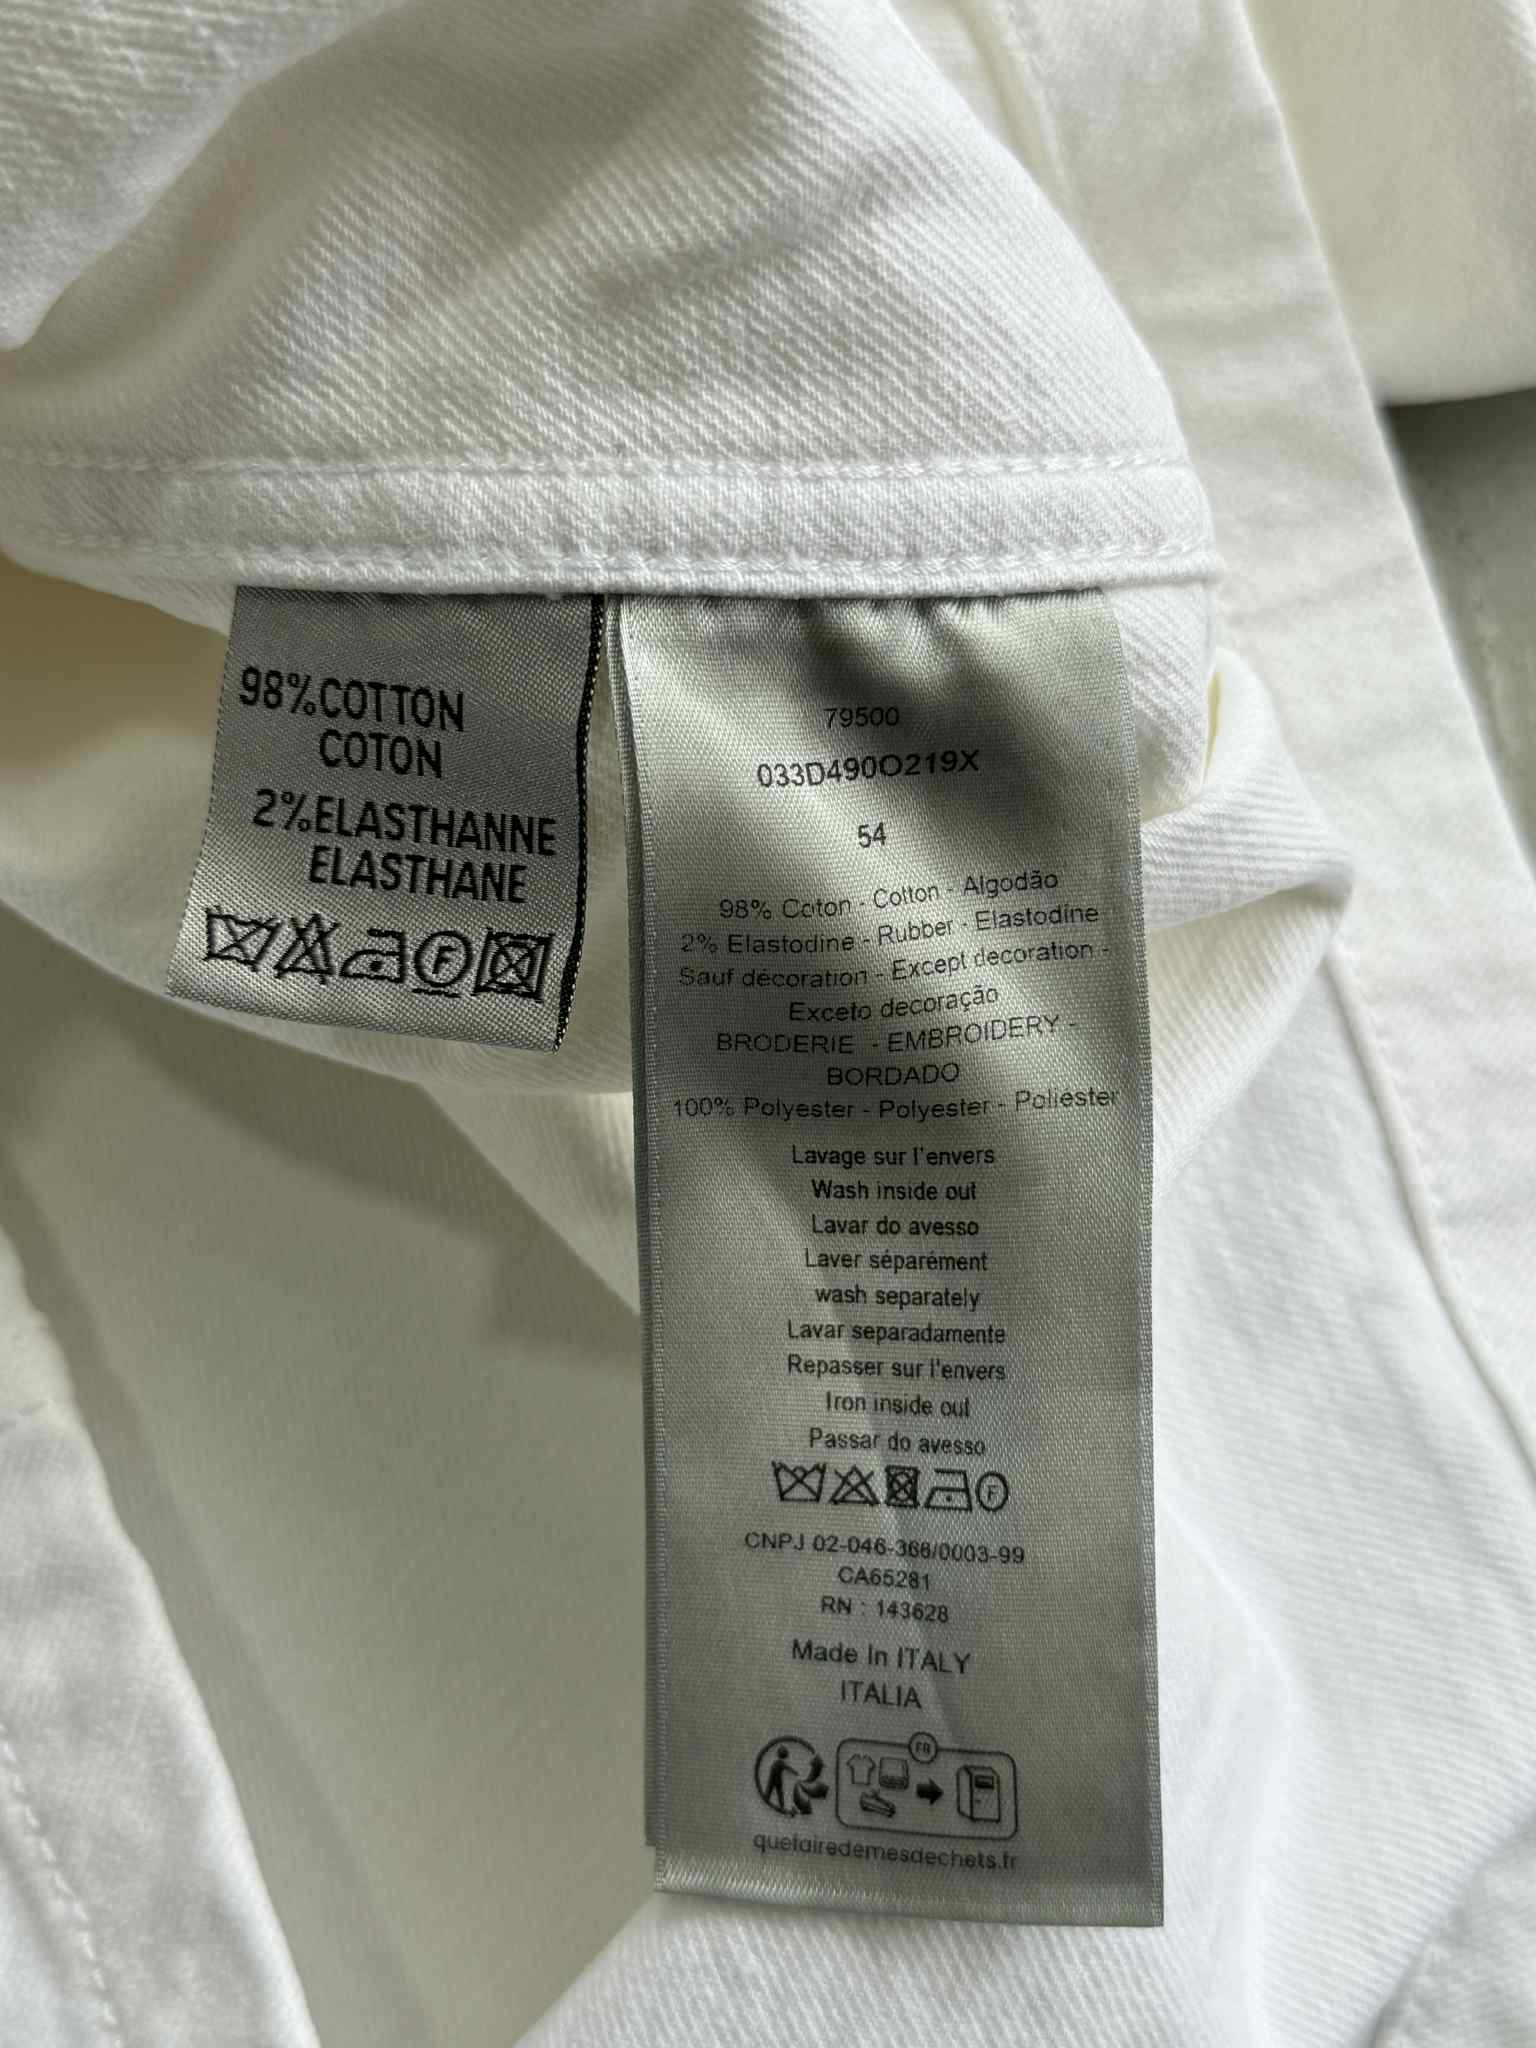 98%COTTON
COTON
2%ELASTHANNE
ELASTHANE
F
79500
033D490O219X
54
98% Coton - Cotton - Algodão
2% Elastodine - Rubber - Elastodine
Sauf décoration - Except decoration -
Exceto decoração
BRODERIE - EMBROIDERY -
BORDADO
100% Polyester - Polyester - Poliéster
Lavage sur l'envers
Wash inside out
Lavar do avesso
Laver séparément
wash separately
Lavar separadamente
Repasser sur l'envers
Iron inside out
Passar do avesso
F
CNPJ 02-046-366/0003-99
CA65281
RN : 143628
Made In ITALY
ITALIA
FR
quefairedemesdechets.fr